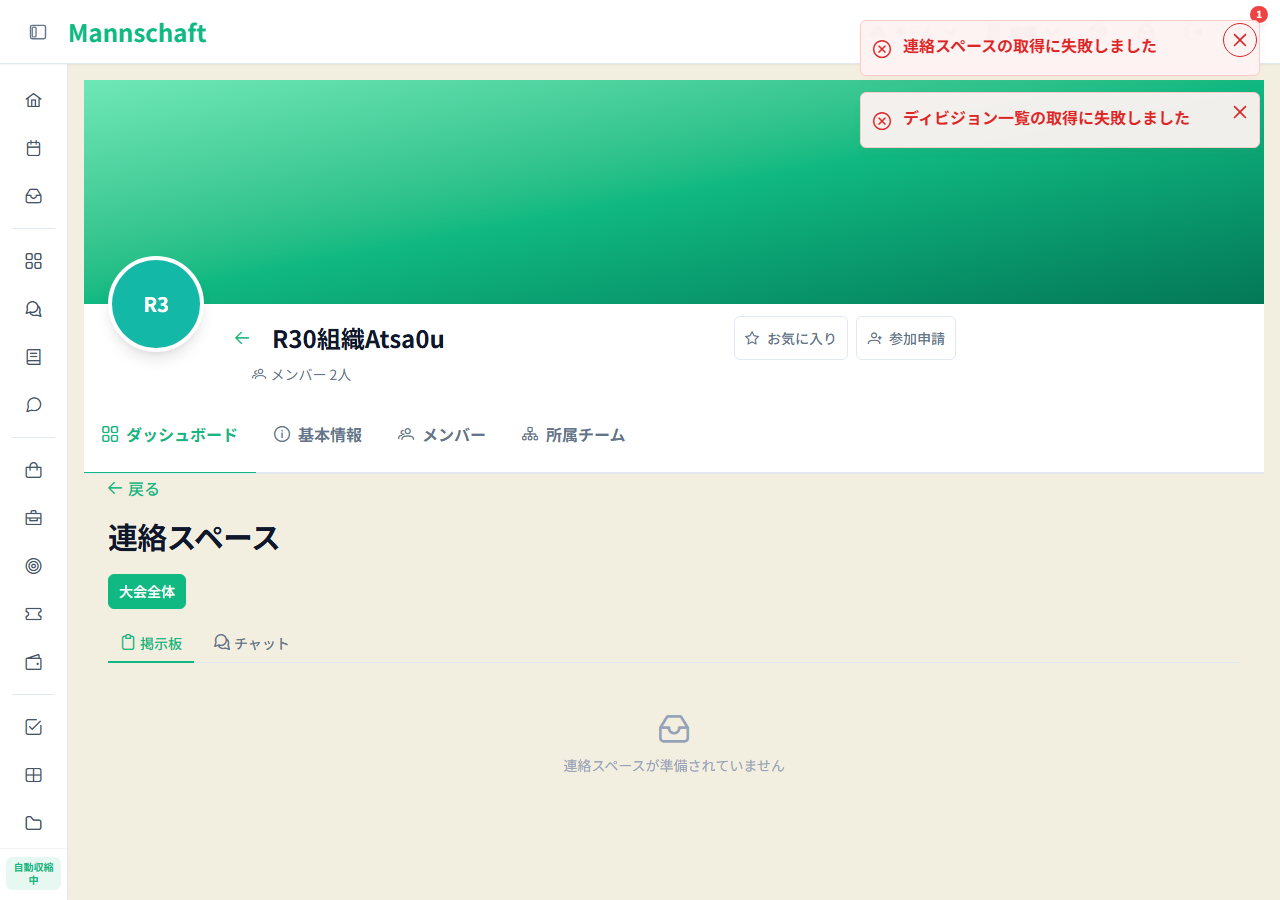 Mannschaft
1
連絡スペースの取得に失敗しました
ディビジョン一覧の取得に失敗しました
R3
R30組織Atsa0u
お気に入り
参加申請
メンバー 2人
ダッシュボード
基本情報
メンバー
所属チーム
戻る
連絡スペース
大会全体
掲示板
チャット
連絡スペースが準備されていません
自動収縮
中